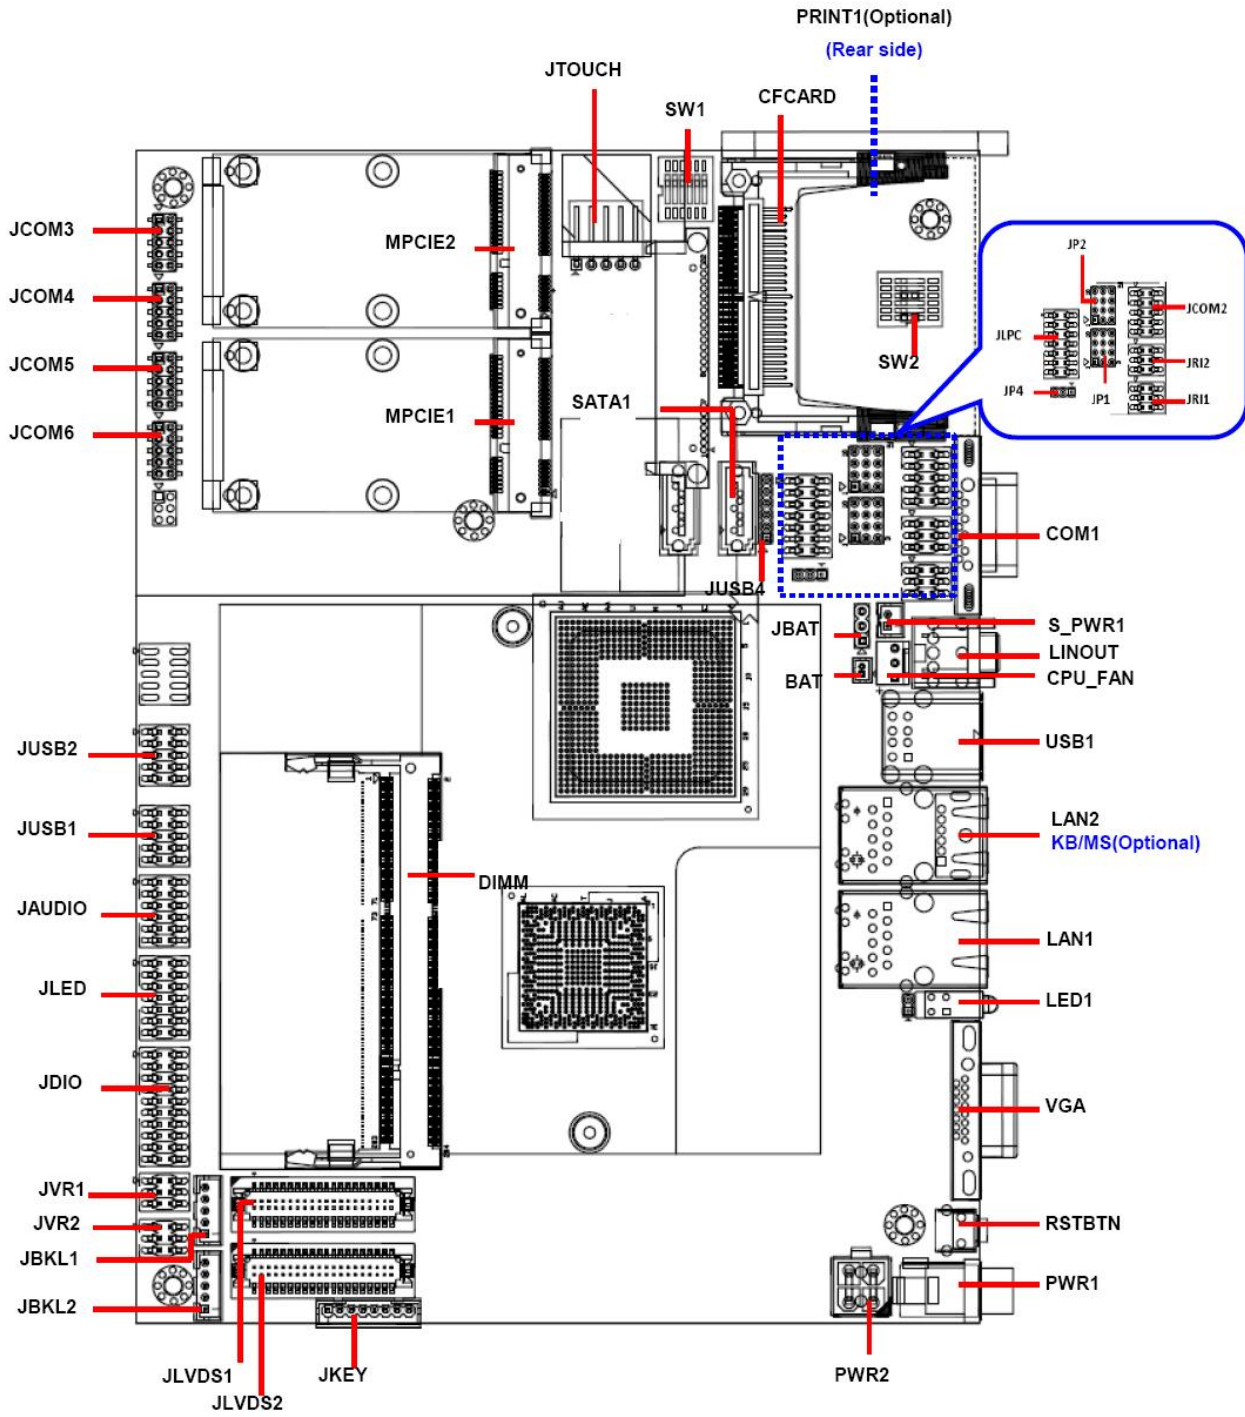 PRINT1(Optional)
(Rear side)
JTOUCH
SW1
CFCARD
JCOM3
MPCIE2
JP2
JCOM4
JCOM2
JLPC
JCOM5
SW2
JRI2
SATA1
MPCIE1
JP4
JP1
JRI1
JCOM6
COM1
JUSB4
JBAT
S_PWR1
LINOUT
BAT
CPU_FAN
JUSB2
USB1
JUSB1
LAN2
KB/MS(Optional)
DIMM
JAUDIO
LAN1
JLED
LED1
JDIO
VGA
JVR1
JVR2
RSTBTN
JBKL1
PWR1
JBKL2
JLVDS1
JKEY
PWR2
JLVDS2